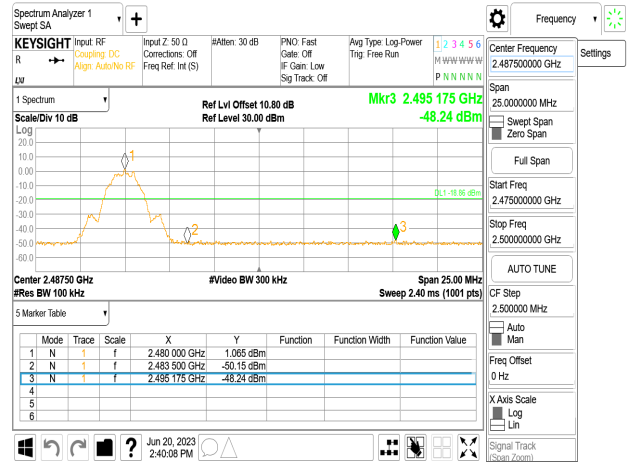 Spectrum Analyzer 1
Swept SA
Frequency
KEYSIGHT
R
Input: RF
Coupling: DC
Align: Auto/No RF
Input Z: 50 Ω
Corrections: Off
Freq Ref: Int (S)
#Atten: 30 dB
PNO: Fast
Gate: Off
IF Gain: Low
Sig Track: Off
Avg Type: Log-Power
Trig: Free Run
1 2 3 4 5 6
M W W W W W
P N N N N N
LXI
1 Spectrum
Scale/Div 10 dB
Ref Lvl Offset 10.80 dB
Ref Level 30.00 dBm
Mkr3 2.495 175 GHz
-48.24 dBm
Log
20.0
10.0
0.00
-10.0
-20.0
-30.0
-40.0
-50.0
-60.0
1
2
3
DL1 -18.86 dBm
Center 2.48750 GHz
#Res BW 100 kHz
#Video BW 300 kHz
Span 25.00 MHz
Sweep 2.40 ms (1001 pts)
5 Marker Table
Mode Trace Scale X Y Function Function Width Function Value
1 N 1 f 2.480 000 GHz 1.065 dBm
2 N 1 f 2.483 500 GHz -50.15 dBm
3 N 1 f 2.495 175 GHz -48.24 dBm
4
5
6
?
Jun 20, 2023
2:40:08 PM
Center Frequency
2.487500000 GHz
Settings
Span
25.0000000 MHz
Swept Span
Zero Span
Full Span
Start Freq
2.475000000 GHz
Stop Freq
2.500000000 GHz
AUTO TUNE
CF Step
2.500000 MHz
Auto
Man
Freq Offset
0 Hz
X Axis Scale
Log
Lin
Signal Track
(Span Zoom)